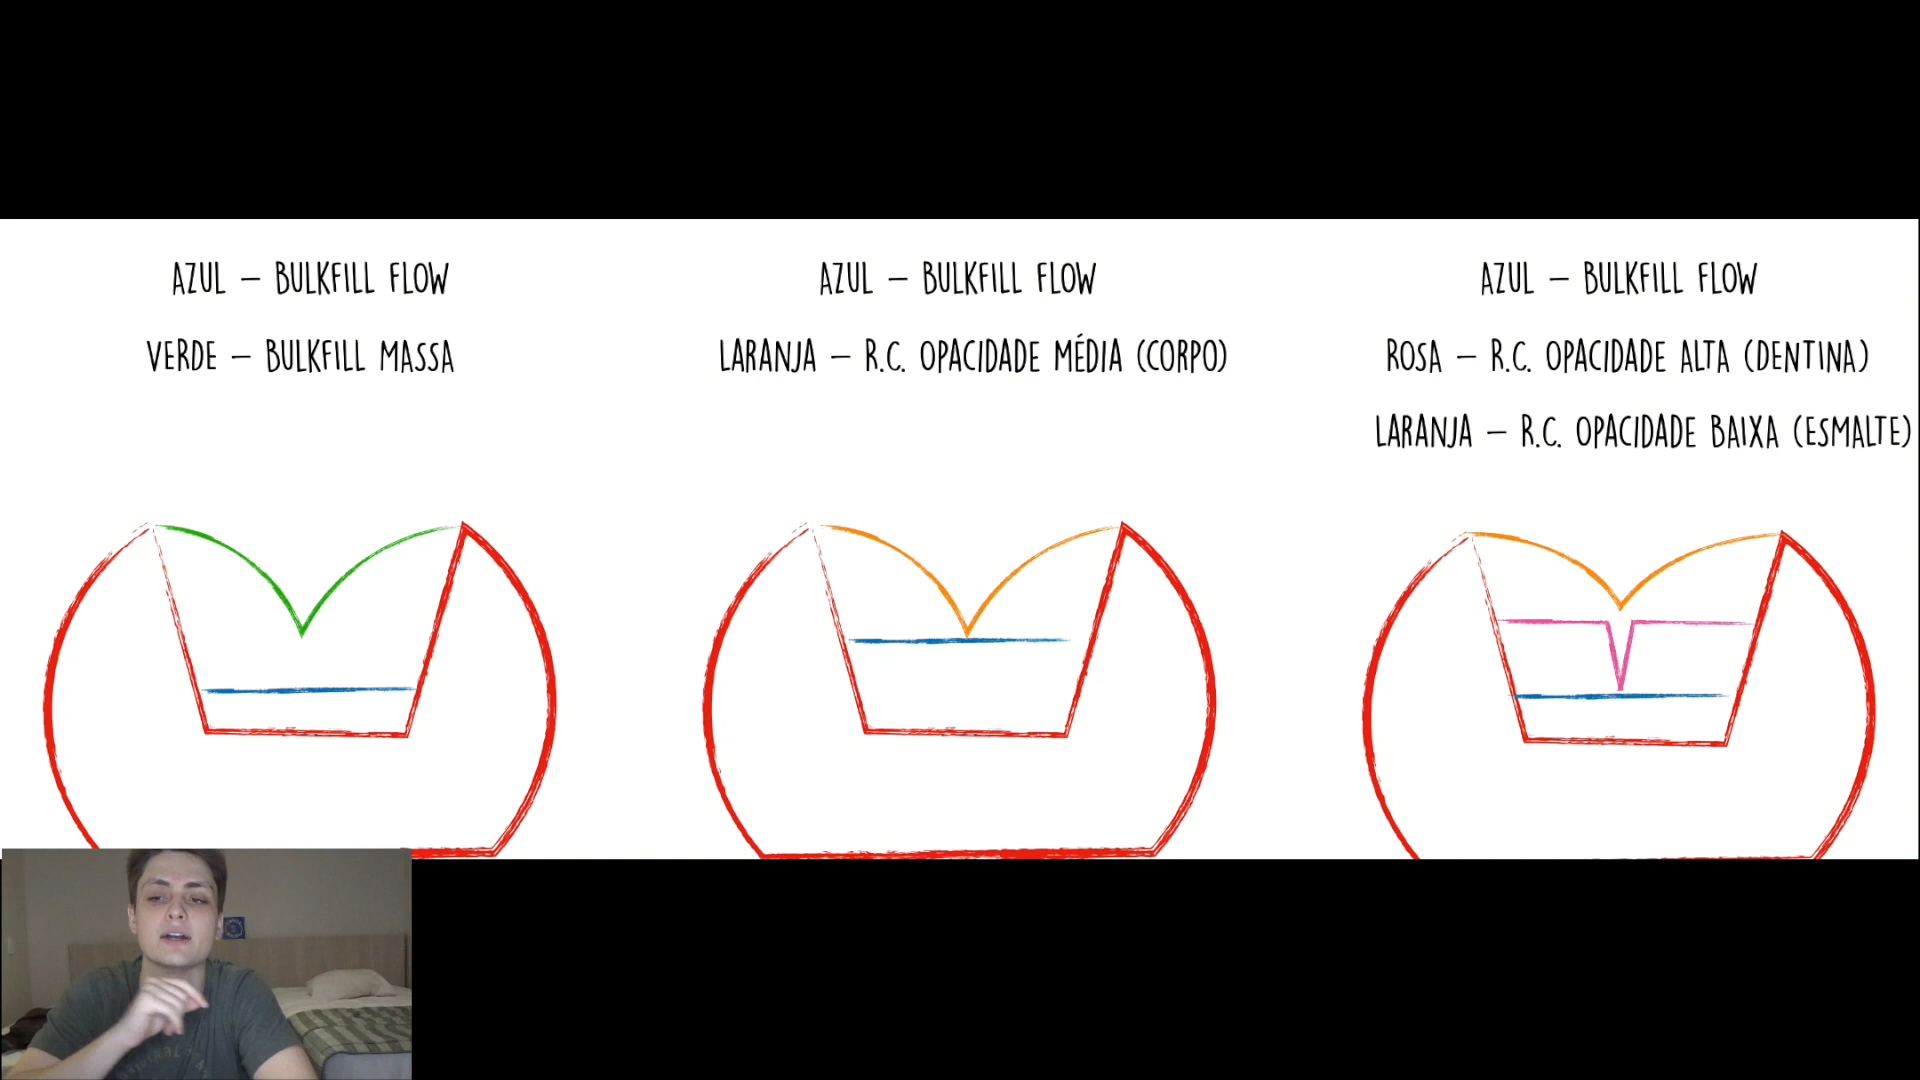 AZUL – BULKFILL FLOW
VERDE – BULKFILL MASSA
AZUL – BULKFILL FLOW
LARANJA – R.C. OPACIDADE MÉDIA (CORPO)
AZUL – BULKFILL FLOW
ROSA – R.C. OPACIDADE ALTA (DENTINA)
LARANJA – R.C. OPACIDADE BAIXA (ESMALTE)